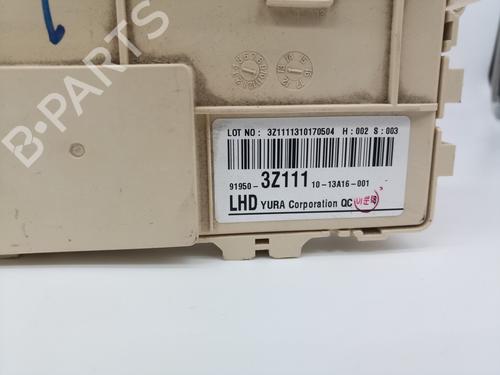 B-PARTS
LOT NO : 3Z1111310170504 H : 002 S : 003
91950- 3Z111 10-13A16-001
LHD YURA Corporation QC